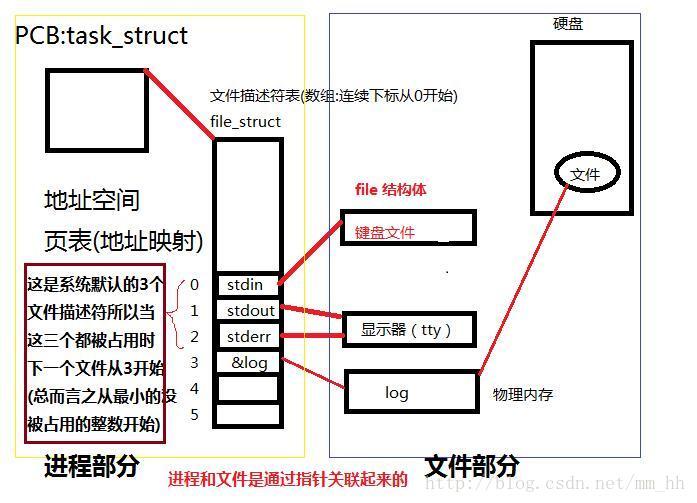 PCB:task_struct
硬盘
文件描述符表(数组:连续下标从0开始)
file_struct
文件
file 结构体
地址空间
键盘文件
页表(地址映射)
这是系统默认的3个
文件描述符所以当
这三个都被占用时
下一个文件从3开始
(总而言之从最小的没
被占用的整数开始)
0 stdin
1 stdout
2 stderr
3 &log
4
5
显示器（tty）
log
物理内存
进程部分
文件部分
进程和文件是通过指针关联起来的
http://blog.csdn.net/mm_hh